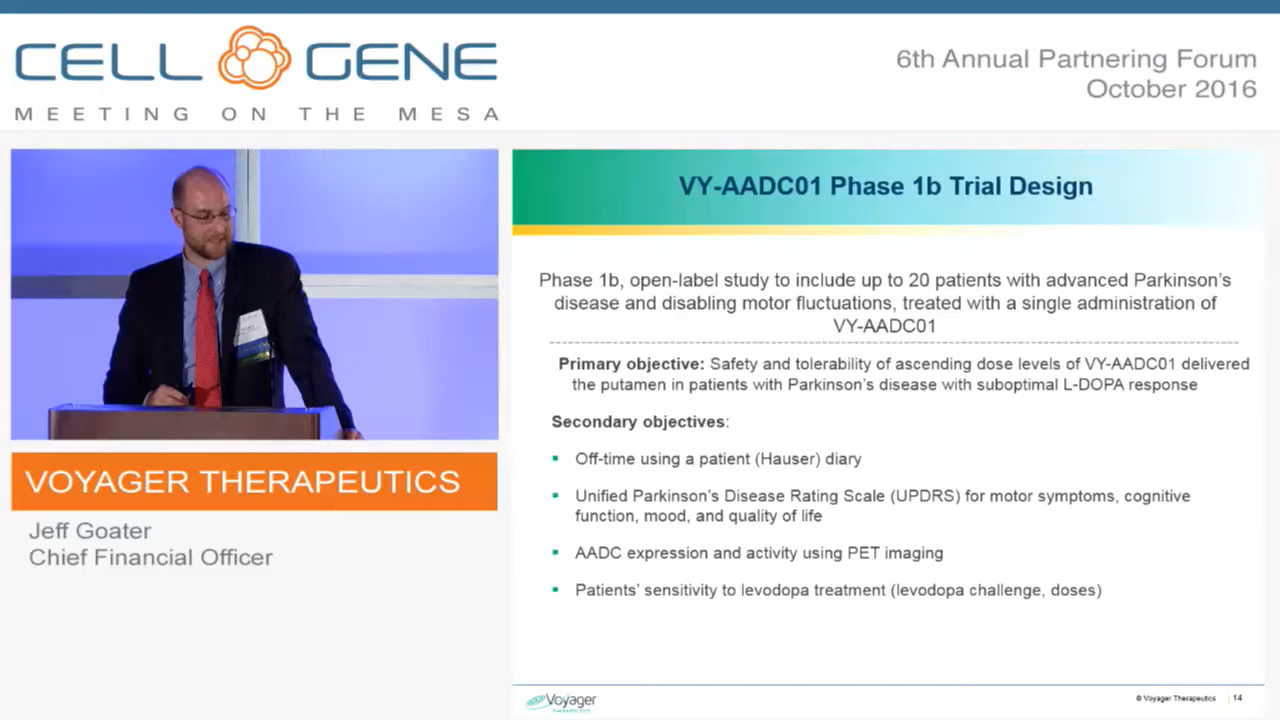 CELL GENE
MEETING ON THE MESA
6th Annual Partnering Forum
October 2016
VOYAGER THERAPEUTICS
Jeff Goater
Chief Financial Officer
VY-AADC01 Phase 1b Trial Design
Phase 1b, open-label study to include up to 20 patients with advanced Parkinson's
disease and disabling motor fluctuations, treated with a single administration of
VY-AADC01
Primary objective: Safety and tolerability of ascending dose levels of VY-AADC01 delivered
the putamen in patients with Parkinson's disease with suboptimal L-DOPA response
Secondary objectives:
▪ Off-time using a patient (Hauser) diary
▪ Unified Parkinson's Disease Rating Scale (UPDRS) for motor symptoms, cognitive
function, mood, and quality of life
▪ AADC expression and activity using PET imaging
▪ Patients' sensitivity to levodopa treatment (levodopa challenge, doses)
Voyager
© Voyager Therapeutics | 14